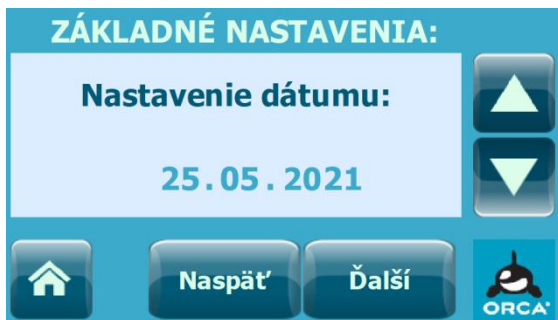 ZÁKLADNÉ NASTAVENIA:
Nastavenie dátumu:
25.05.2021
Naspäť
Ďalší
ORCA